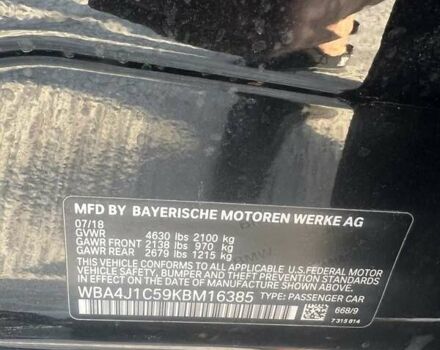 MFD BY BAYERISCHE MOTOREN WERKE AG
07/18
GVWR 4630 lbs 2100 kg
GAWR FRONT 2138 lbs 970 kg
GAWR REAR 2679 lbs 1215 kg
THIS VEHICLE CONFORMS TO ALL APPLICABLE U.S.FEDERAL MOTOR
VEHICLE SAFETY, BUMPER AND THEFT PREVENTION STANDARDS
IN EFFECT ON THE DATE OF MANUFACTURE SHOWN ABOVE.
WBA4J1C59KBM16385 TYPE: PASSENGER CAR
668/9
7 315 014